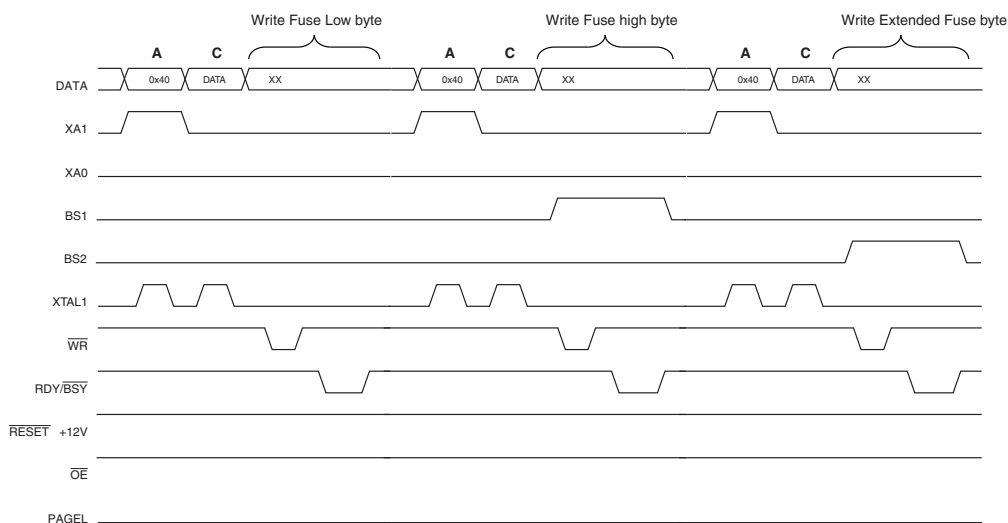 Write Fuse Low byte Write Fuse high byte Write Extended Fuse byte
A C A C A C
DATA 0x40 DATA XX 0x40 DATA XX 0x40 DATA XX
XA1
XA0
BS1
BS2
XTAL1
WR
RDY/BSY
RESET +12V
OE
PAGEL